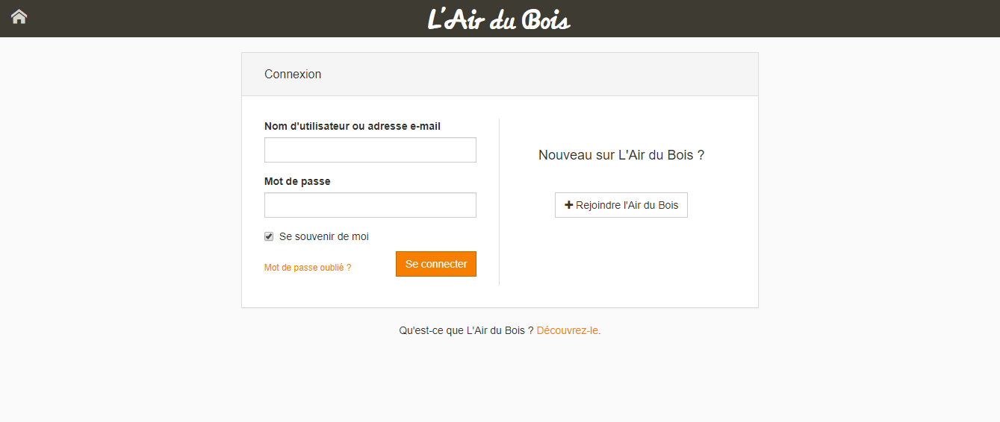 L'Air du Bois
Connexion
Nom d'utilisateur ou adresse e-mail
Mot de passe
Se souvenir de moi
Mot de passe oublié ?
Se connecter
Nouveau sur L'Air du Bois ?
Rejoindre l'Air du Bois
Qu'est-ce que L'Air du Bois ? Découvrez-le.